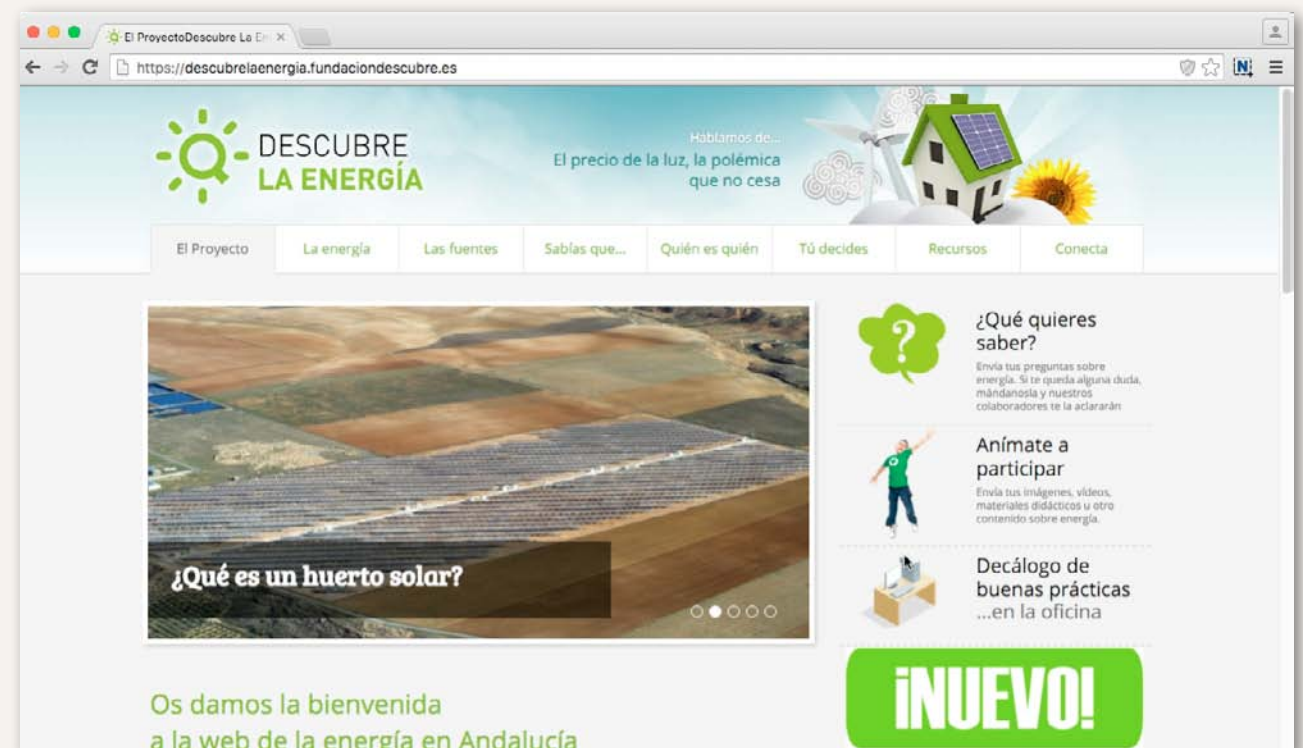 El ProyectoDescubre La En
https://descubrelaenergia.fundaciondescubre.es
DESCUBRE
LA ENERGÍA
Hablamos de...
El precio de la luz, la polémica
que no cesa
El Proyecto
La energía
Las fuentes
Sabías que...
Quién es quién
Tú decides
Recursos
Conecta
¿Qué es un huerto solar?
¿Qué quieres
saber?
Envía tus preguntas sobre
energía. Si te queda alguna duda,
mándanosla y nuestros
colaboradores te la aclararán
Anímate a
participar
Envía tus imágenes, vídeos,
materiales didácticos u otro
contenido sobre energía.
Decálogo de
buenas prácticas
...en la oficina
¡NUEVO!
Os damos la bienvenida
a la web de la energía en Andalucía